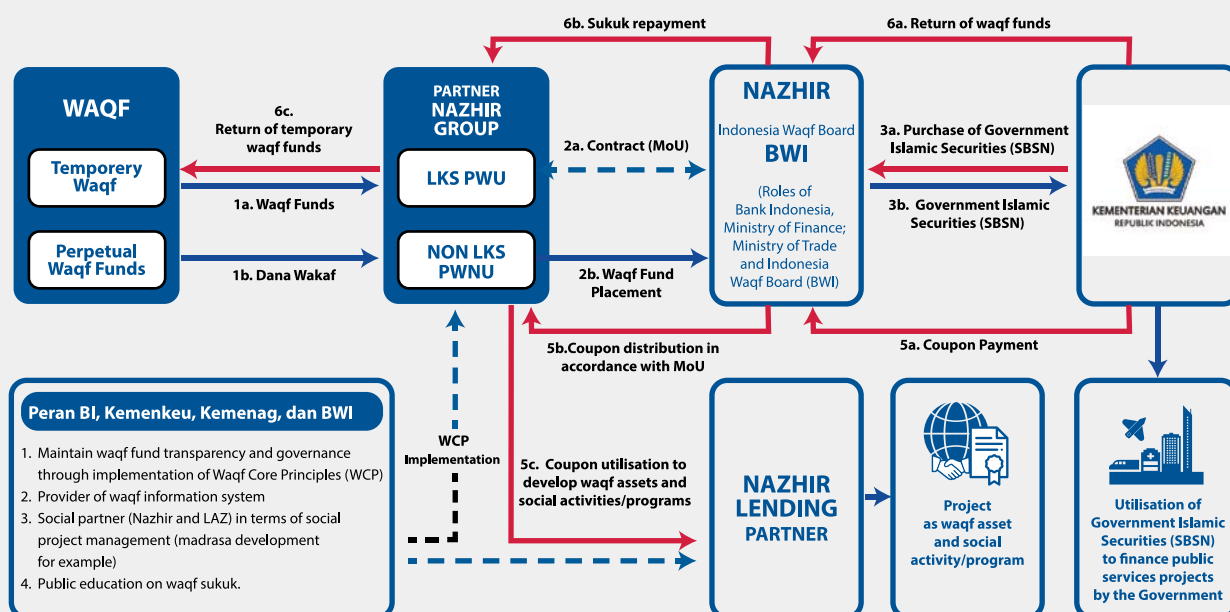 6b. Sukuk repayment
6a. Return of waqf funds
WAQF
Temporery
Waqf
Perpetual
Waqf Funds
6c.
Return of temporary
waqf funds
1a. Waqf Funds
1b. Dana Wakaf
PARTNER
NAZHIR
GROUP
LKS PWU
NON LKS
PWNU
2a. Contract (MoU)
2b. Waqf Fund
Placement
NAZHIR
Indonesia Waqf Board
BWI
(Roles of
Bank Indonesia,
Ministry of Finance;
Ministry of Trade
and Indonesia
Waqf Board (BWI)
3a. Purchase of Government
Islamic Securities (SBSN)
3b. Government Islamic
Securities (SBSN)
KEMENTERIAN KEUANGAN
REPUBLIK INDONESIA
5b.Coupon distribution in
accordance with MoU
5a. Coupon Payment
Peran BI, Kemenkeu, Kemenag, dan BWI
1. Maintain waqf fund transparency and governance
through implementation of Waqf Core Principles (WCP)
2. Provider of waqf information system
3. Social partner (Nazhir and LAZ) in terms of social
project management (madrasa development
for example)
4. Public education on waqf sukuk.
WCP
Implementation
5c. Coupon utilisation to
develop waqf assets and
social activities/programs
NAZHIR
LENDING
PARTNER
Project
as waqf asset
and social
activity/program
Utilisation of
Government Islamic
Securities (SBSN)
to finance public
services projects
by the Government